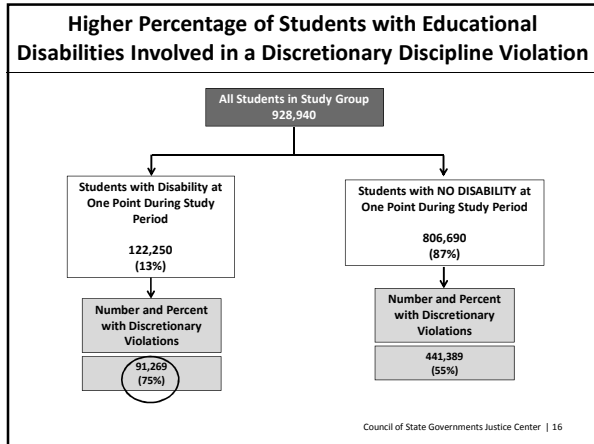 Higher Percentage of Students with Educational
Disabilities Involved in a Discretionary Discipline Violation
All Students in Study Group
928,940
Students with Disability at
One Point During Study
Period
122,250
(13%)
Students with NO DISABILITY at
One Point During Study Period
806,690
(87%)
Number and Percent
with Discretionary
Violations
91,269
(75%)
Number and Percent
with Discretionary
Violations
441,389
(55%)
Council of State Governments Justice Center | 16